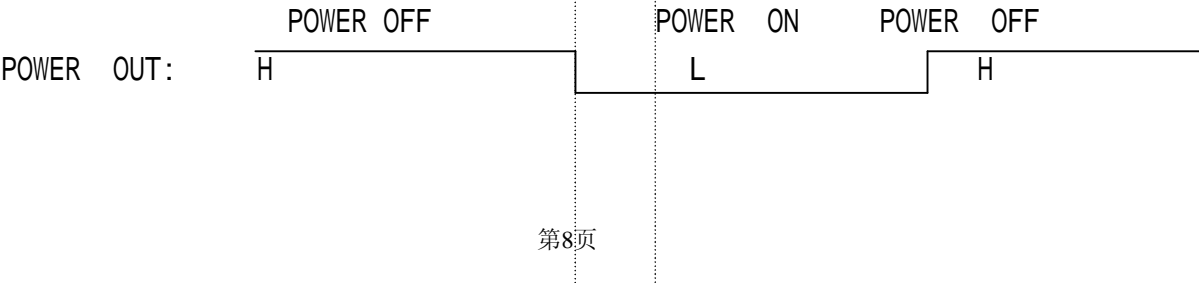 POWER OFF POWER ON POWER OFF
POWER OUT: H L H
第8页